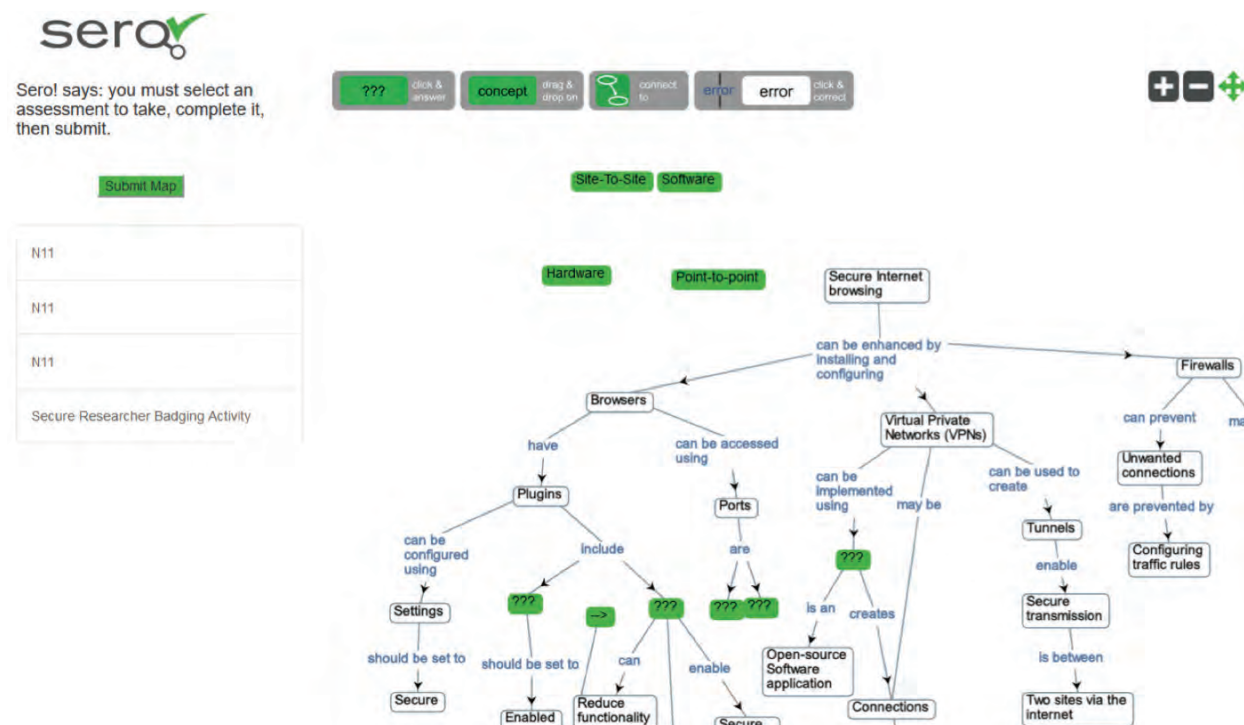 sero
Sero! says: you must select an
assessment to take, complete it,
then submit.
Submit Map
N11
N11
N11
Secure Researcher Badging Activity
???
click &
answer
concept
drag &
drop on
connect
to
error
error
click &
correct
Site-To-Site
Software
Hardware
Point-to-point
Secure Internet
browsing
can be enhanced by
installing and
configuring
Firewalls
Browsers
Virtual Private
Networks (VPNs)
can prevent
ma
have
can be accessed
using
can be
implemented
using
may be
can be used to
create
Unwanted
connections
Plugins
Ports
are prevented by
Tunnels
can be
configured
using
include
are
???
enable
Configuring
traffic rules
Settings
???
-->
???
???
???
is an
creates
Secure
transmission
should be set to
should be set to
can
enable
Open-source
Software
application
is between
Secure
Enabled
Reduce
functionality
Secure
Connections
Two sites via the
internet